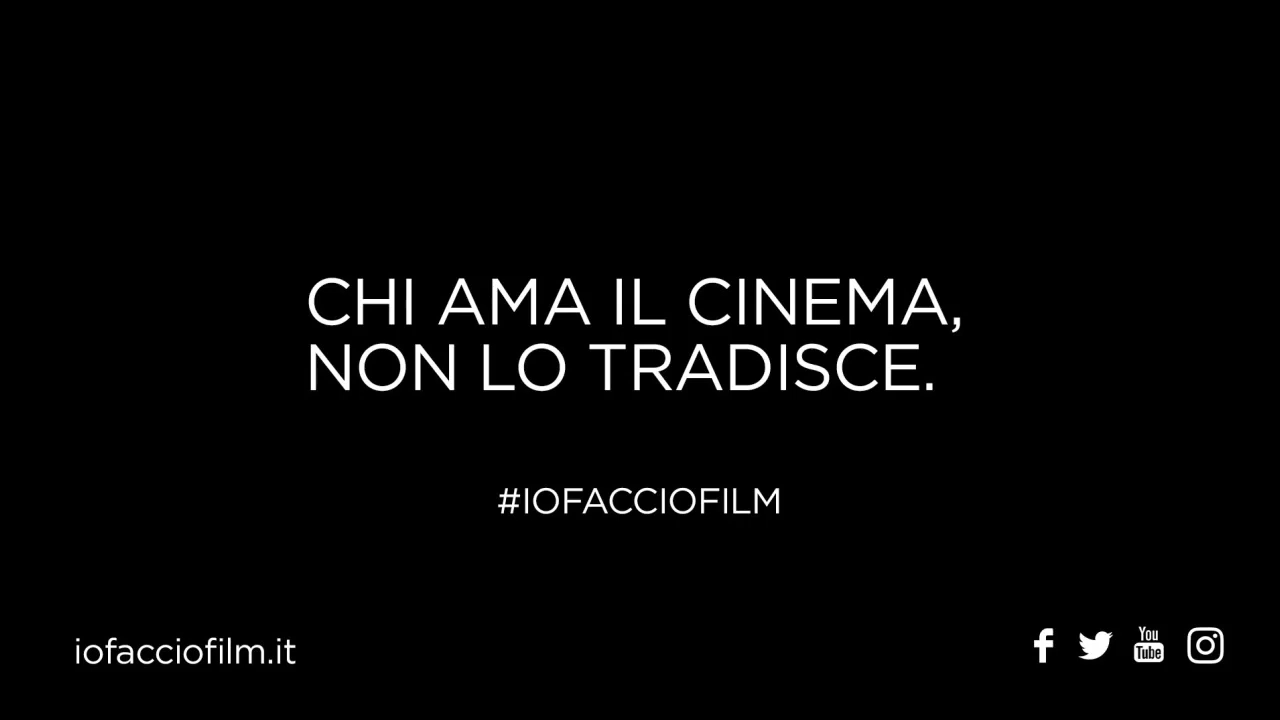 CHI AMA IL CINEMA,
NON LO TRADISCE.
#IOFACCIOFILM
iofacciofilm.it
You
Tube